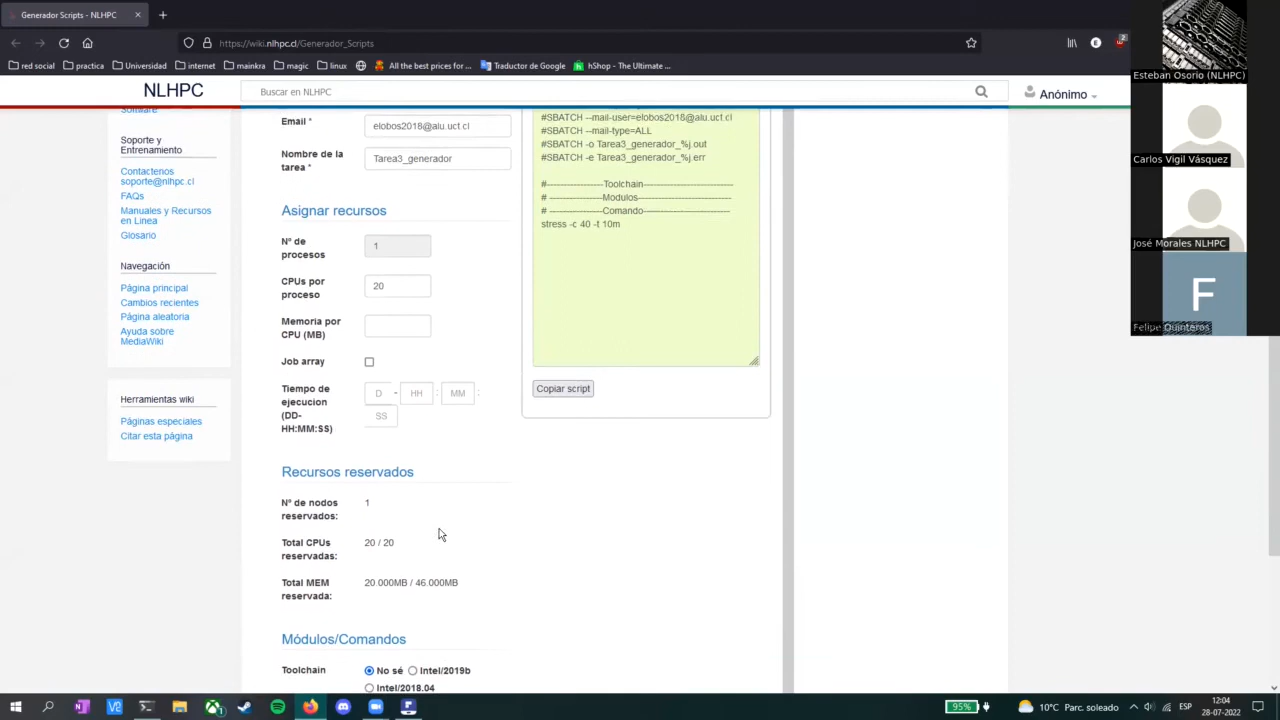 Generador Scripts - NLHPC
https://wiki.nlhpc.cl/Generador_Scripts
red social
practica
Universidad
internet
mainkra
magic
linux
All the best prices for ...
Traductor de Google
hShop - The Ultimate ...
2
NLHPC
Buscar en NLHPC
Anónimo
Software
Soporte y
Entrenamiento
Contactenos
soporte@nlhpc.cl
FAQs
Manuales y Recursos
en Linea
Glosario
Navegación
Página principal
Cambios recientes
Página aleatoria
Ayuda sobre
MediaWiki
Herramientas wiki
Páginas especiales
Citar esta página
Email *
elobos2018@alu.uct.cl
Nombre de la
tarea *
Tarea3_generador
Asignar recursos
Nº de
procesos
1
CPUs por
proceso
20
Memoria por
CPU (MB)
Job array
Tiempo de
ejecucion
(DD-
HH:MM:SS)
D - HH : MM :
SS
Recursos reservados
Nº de nodos
reservados:
1
Total CPUs
reservadas:
20 / 20
Total MEM
reservada:
20.000MB / 46.000MB
Módulos/Comandos
Toolchain
No sé
Intel/2019b
Intel/2018.04
#SBATCH --mail-user=elobos2018@alu.uct.cl
#SBATCH --mail-type=ALL
#SBATCH -o Tarea3_generador_%j.out
#SBATCH -e Tarea3_generador_%j.err
#-----------------Toolchain---------------------------
# ----------------Modulos----------------------------
# ----------------Comando--------------------------
stress -c 40 -t 10m
Copiar script
Esteban Osorio (NLHPC)
Carlos Vigil Vásquez
José Morales NLHPC
F
Felipe Quinteros
95%
10°C Parc. soleado
ESP
12:04
28-07-2022